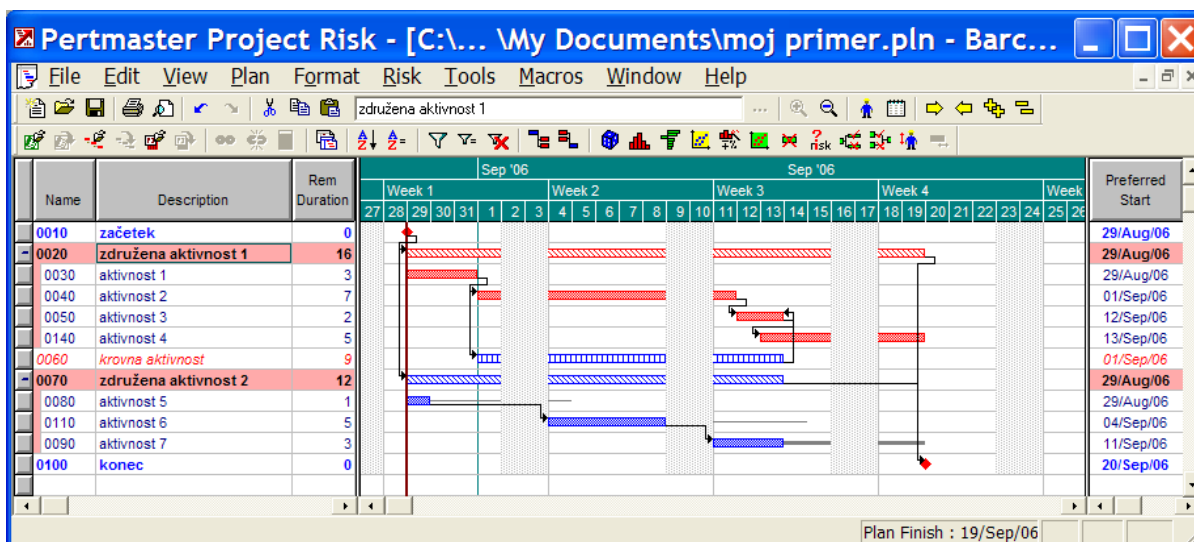 Pertmaster Project Risk - [C:\... \My Documents\moj primer.pln - Barc...
File Edit View Plan Format Risk Tools Macros Window Help
združena aktivnost 1
risk
Sep '06 Sep '06
Week 1 Week 2 Week 3 Week 4 Week
Name Description Rem Duration Preferred Start
27 28 29 30 31 1 2 3 4 5 6 7 8 9 10 11 12 13 14 15 16 17 18 19 20 21 22 23 24 25 26
0010 začetek 0 29/Aug/06
0020 združena aktivnost 1 16 29/Aug/06
0030 aktivnost 1 3 29/Aug/06
0040 aktivnost 2 7 01/Sep/06
0050 aktivnost 3 2 12/Sep/06
0140 aktivnost 4 5 13/Sep/06
0060 krovna aktivnost 9 01/Sep/06
0070 združena aktivnost 2 12 29/Aug/06
0080 aktivnost 5 1 29/Aug/06
0110 aktivnost 6 5 04/Sep/06
0090 aktivnost 7 3 11/Sep/06
0100 konec 0 20/Sep/06
Plan Finish : 19/Sep/06